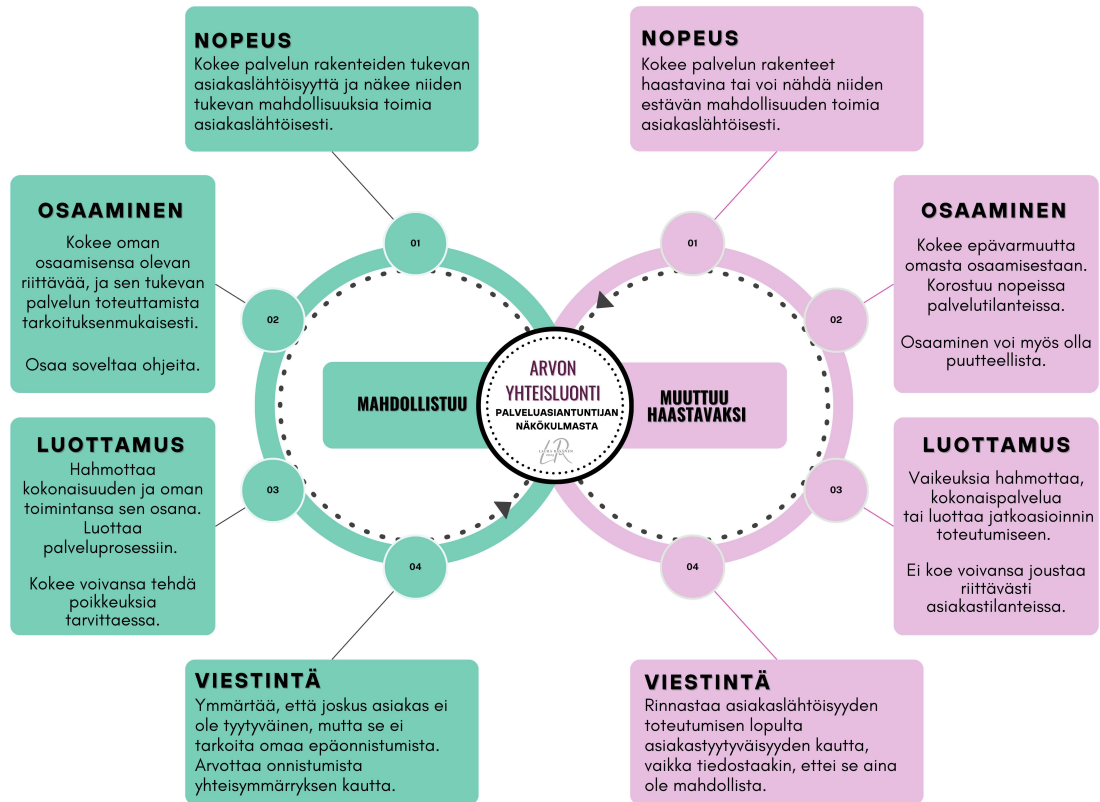 NOPEUS
Kokee palvelun rakenteiden tukevan
asiakaslähtöisyyttä ja näkee niiden
tukevan mahdollisuuksia toimia
asiakaslähtöisesti.
NOPEUS
Kokee palvelun rakenteet
haastavina tai voi nähdä niiden
estävän mahdollisuuden toimia
asiakaslähtöisesti.
OSAAMINEN
Kokee oman
osaamisensa olevan
riittävää, ja sen tukevan
palvelun toteuttamista
tarkoituksenmukaisesti.
Osaa soveltaa ohjeita.
01
02
03
04
LUOTTAMUS
Hahmottaa
kokonaisuuden ja oman
toimintansa sen osana.
Luottaa
palveluprosessiin.
Kokee voivansa tehdä
poikkeuksia
tarvittaessa.
MAHDOLLISTUU
ARVON
YHTEISLUONTI
PALVELUASIANTUNTIJAN
NÄKÖKULMASTA
MUUTTUU
HAASTAVAKSI
01
02
03
04
OSAAMINEN
Kokee epävarmuutta
omasta osaamisestaan.
Korostuu nopeissa
palvelutilanteissa.
Osaaminen voi myös olla
puutteellista.
LUOTTAMUS
Vaikeuksia hahmottaa,
kokonaispalvelua
tai luottaa jatkoasioinnin
toteutumiseen.
Ei koe voivansa joustaa
riittävästi
asiakastilanteissa.
VIESTINTÄ
Ymmärtää, että joskus asiakas ei
ole tyytyväinen, mutta se ei
tarkoita omaa epäonnistumista.
Arvottaa onnistumista
yhteisymmärryksen kautta.
VIESTINTÄ
Rinnastaa asiakaslähtöisyyden
toteutumisen lopulta
asiakastyytyväisyyden kautta,
vaikka tiedostaakin, ettei se aina
ole mahdollista.